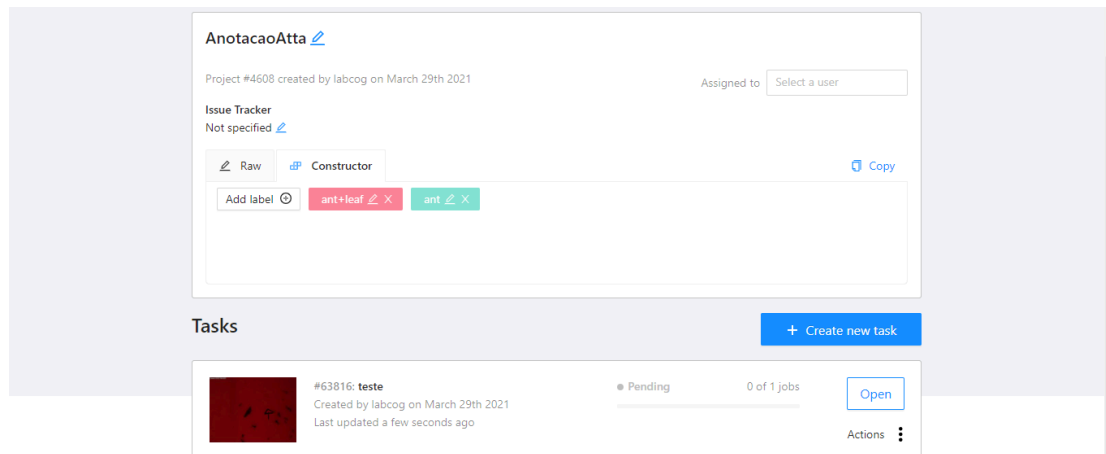 AnotacaoAtta
Project #4608 created by labcog on March 29th 2021
Assigned to Select a user
Issue Tracker
Not specified
Raw Constructor Copy
Add label ant+leaf ant
Tasks
+ Create new task
#63816: teste Pending 0 of 1 jobs Open
Created by labcog on March 29th 2021
Last updated a few seconds ago
Actions